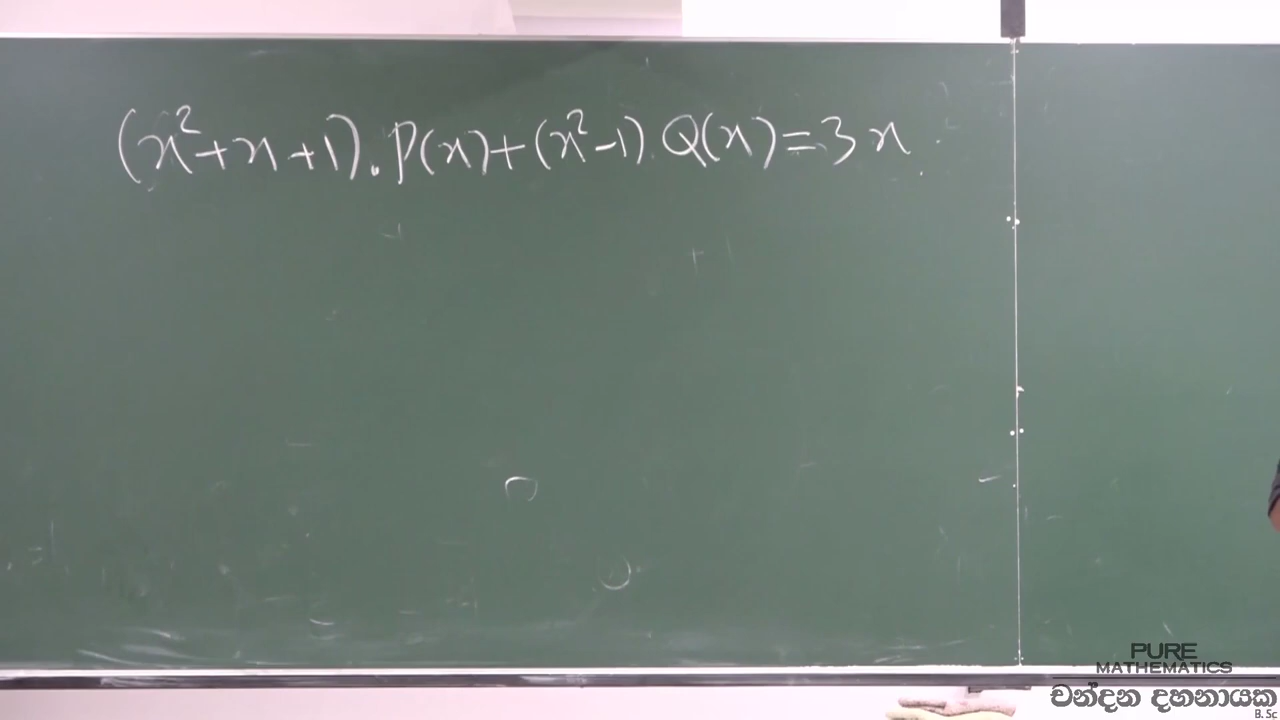 (x²+x+1).P(x)+(x²-1)Q(x)=3x.
PURE
MATHEMATICS
චන්දන දහනායක
B. Sc